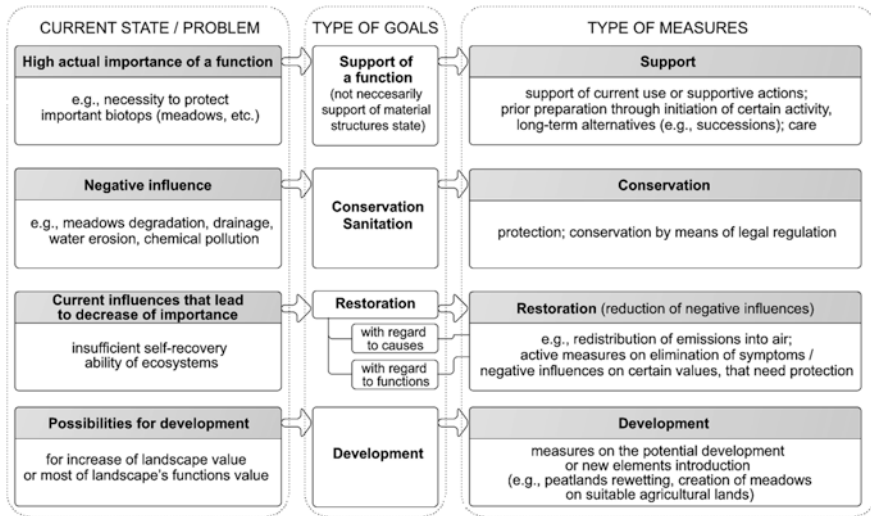 CURRENT STATE / PROBLEM
TYPE OF GOALS
TYPE OF MEASURES
High actual importance of a function
e.g., necessity to protect
important biotops (meadows, etc.)
Support of
a function
(not neccesarily
support of material
structures state)
Support
support of current use or supportive actions;
prior preparation through initiation of certain activity,
long-term alternatives (e.g., successions); care
Negative influence
e.g., meadows degradation, drainage,
water erosion, chemical pollution
Conservation
Sanitation
Conservation
protection; conservation by means of legal regulation
Current influences that lead
to decrease of importance
insufficient self-recovery
ability of ecosystems
Restoration
with regard
to causes
with regard
to functions
Restoration (reduction of negative influences)
e.g., redistribution of emissions into air;
active measures on elimination of symptoms /
negative influences on certain values, that need protection
Possibilities for development
for increase of landscape value
or most of landscape's functions value
Development
Development
measures on the potential development
or new elements introduction
(e.g., peatlands rewetting, creation of meadows
on suitable agricultural lands)